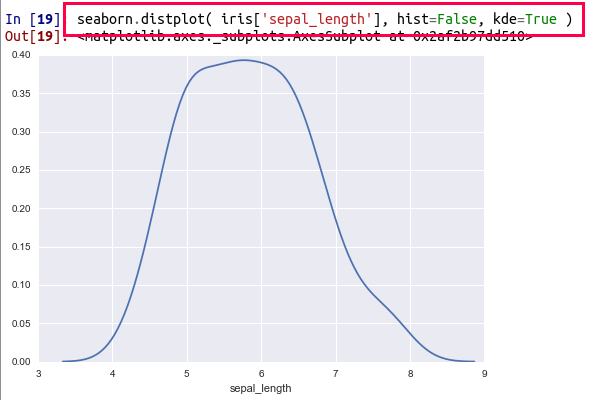 In [19]: seaborn.distplot( iris['sepal_length'], hist=False, kde=True )
Out[19]: <matplotlib.axes._subplots.AxesSubplot at 0x2af2b97dd510>
0.40
0.35
0.30
0.25
0.20
0.15
0.10
0.05
0.00
3 4 5 6 7 8 9
sepal_length